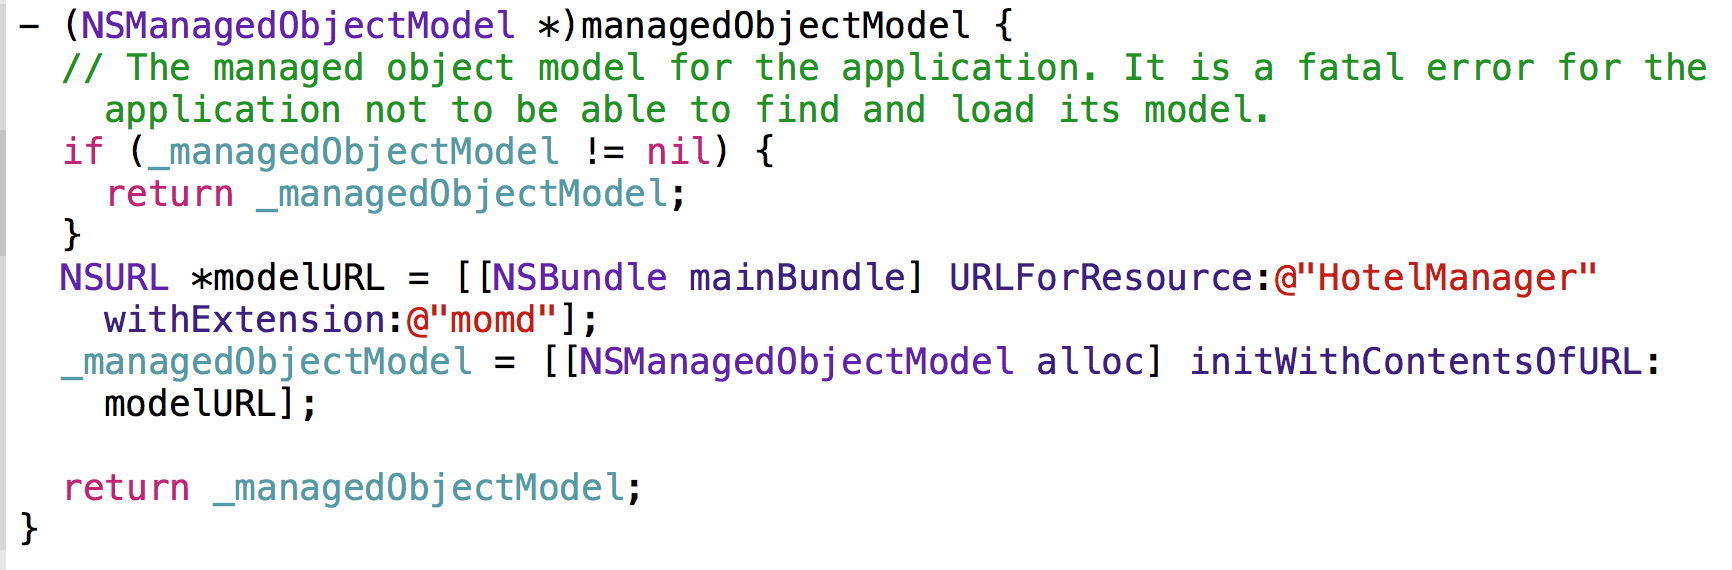 - (NSManagedObjectModel *)managedObjectModel {
// The managed object model for the application. It is a fatal error for the
application not to be able to find and load its model.
if (_managedObjectModel != nil) {
return _managedObjectModel;
}
NSURL *modelURL = [[NSBundle mainBundle] URLForResource:@"HotelManager"
withExtension:@"momd"];
_managedObjectModel = [[NSManagedObjectModel alloc] initWithContentsOfURL:
modelURL];
return _managedObjectModel;
}